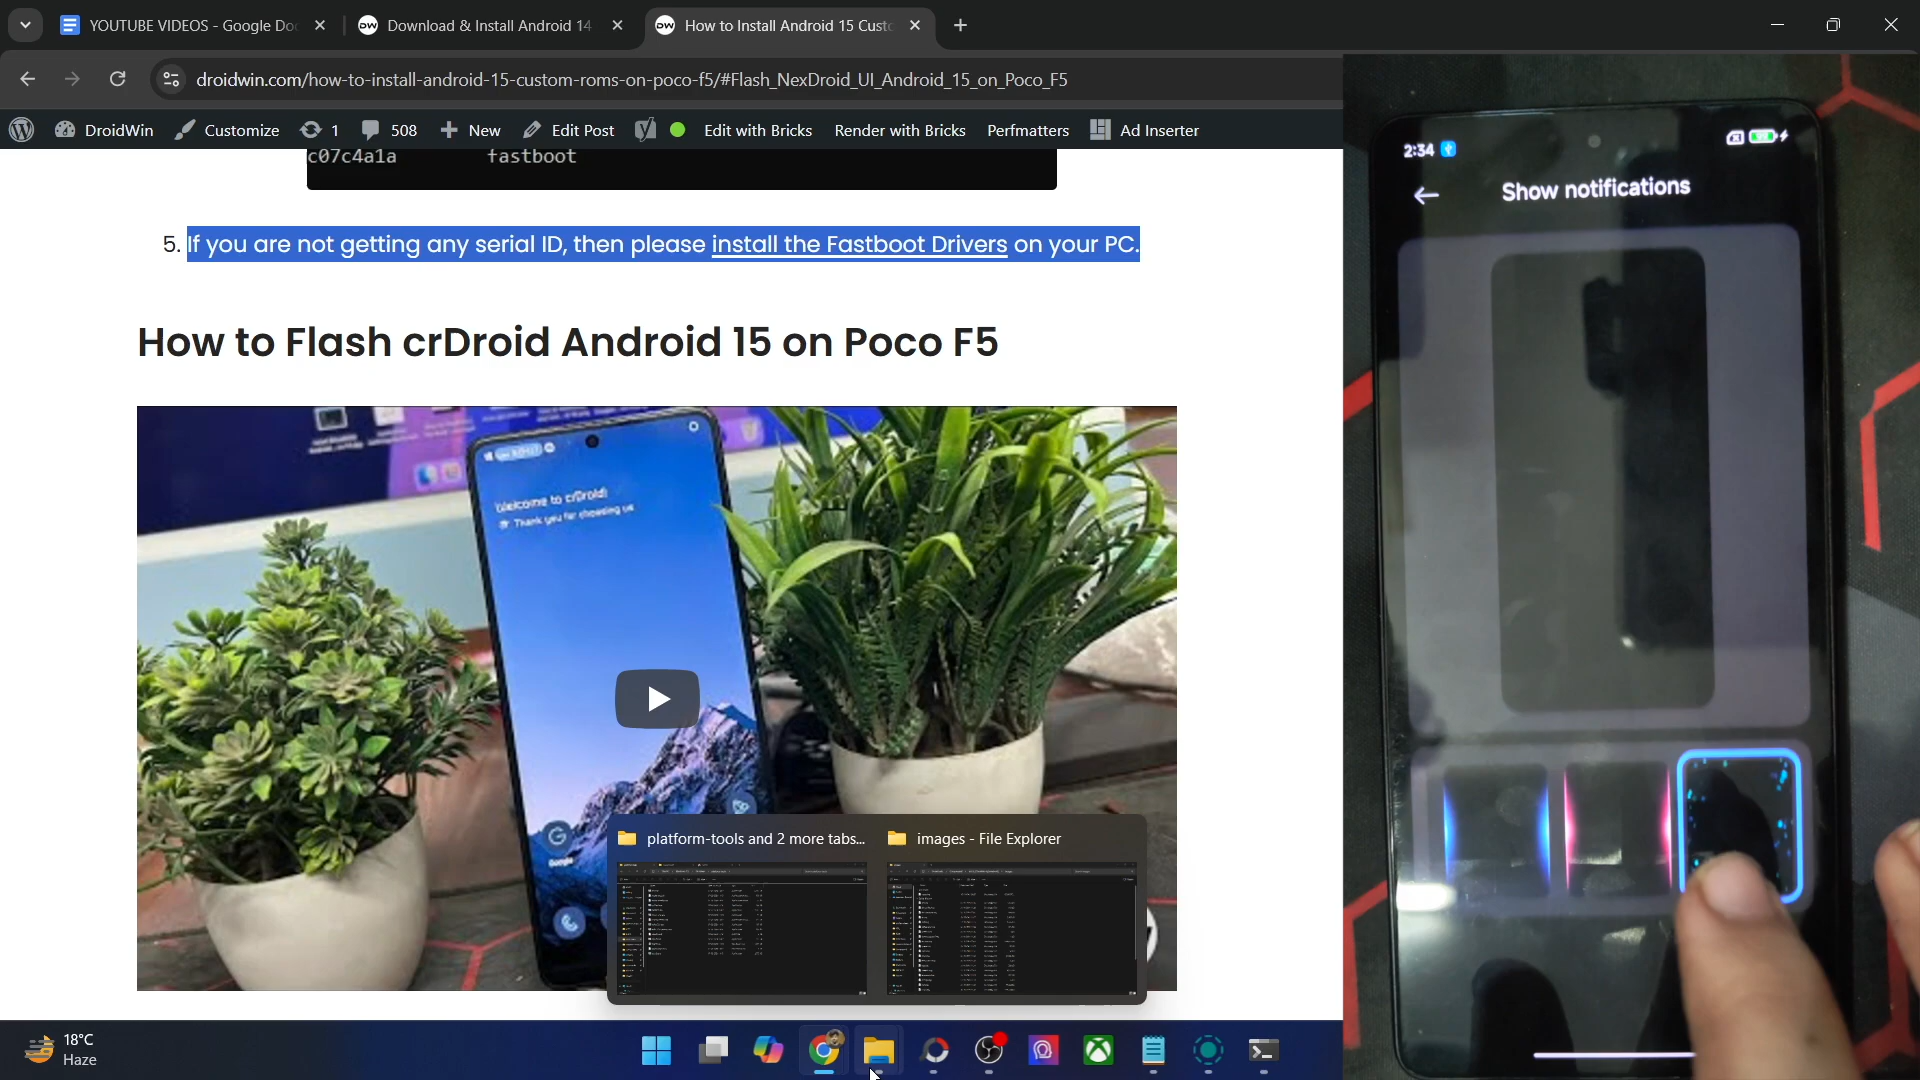 YOUTUBE VIDEOS - Google Doc
Download & Install Android 14
How to Install Android 15 Custo
droidwin.com/how-to-install-android-15-custom-roms-on-poco-f5/#Flash_NexDroid_UI_Android_15_on_Poco_F5
DroidWin
Customize
1
508
New
Edit Post
Edit with Bricks
Render with Bricks
Perfmatters
Ad Inserter
c07c4a1a fastboot
5. If you are not getting any serial ID, then please install the Fastboot Drivers on your PC.
How to Flash crDroid Android 15 on Poco F5
Welcome to crDroid!
Thank you for choosing us
Google
platform-tools and 2 more tabs...
images - File Explorer
18°C
Haze
2:34
Show notifications